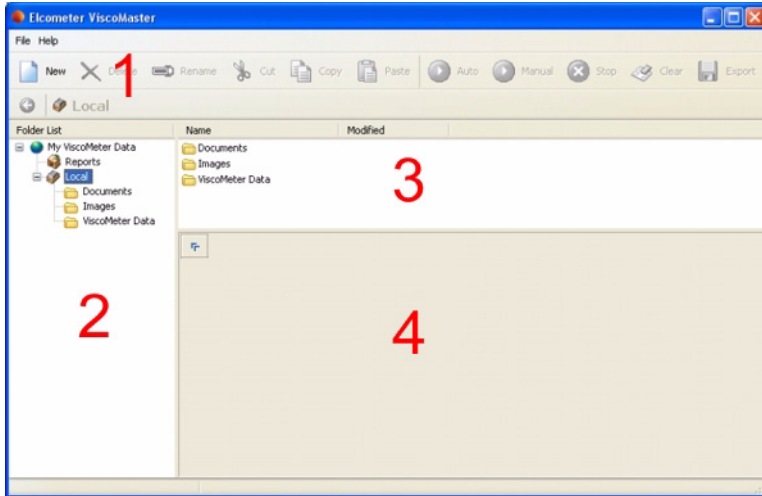 Elcometer ViscoMaster
File Help
1
New Delete Rename Cut Copy Paste Auto Manual Stop Clear Export
Local
Folder List Name Modified
My ViscoMeter Data
Reports
Local
Documents
Images
ViscoMeter Data
Documents
Images
ViscoMeter Data
2
3
4